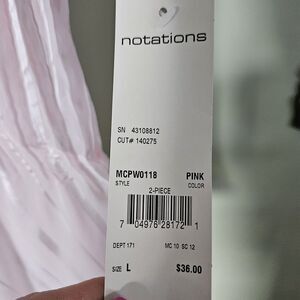 notations
SN 43108812
CUT# 140275
MCPW0118 PINK
STYLE COLOR
2-PIECE
7 04976 28172 1
DEPT 171 MC 10 SC 12
SIZE L $36.00